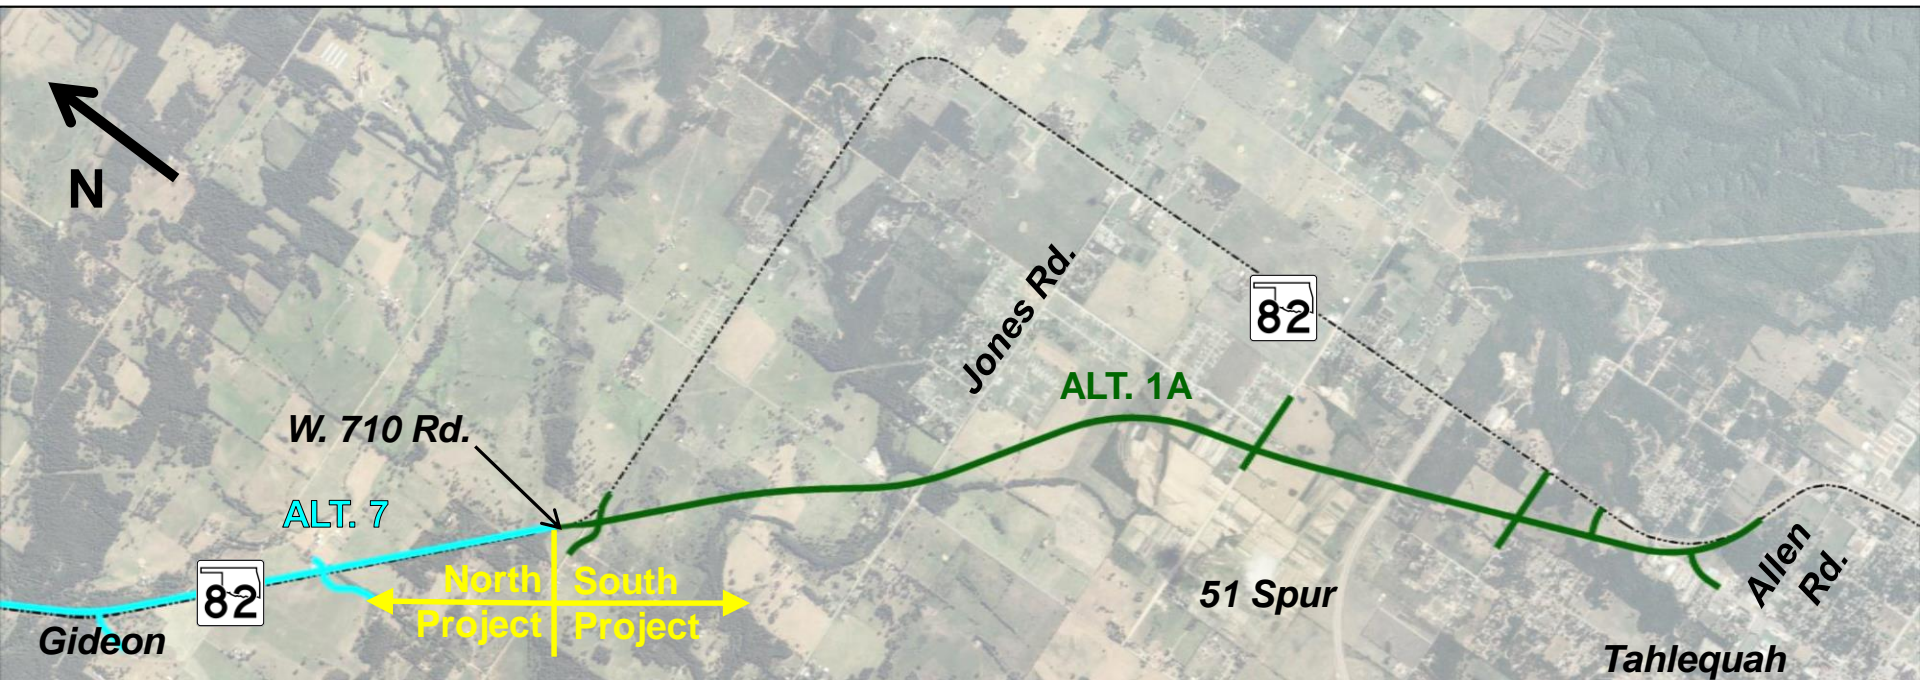 N
Jones Rd.
82
ALT. 1A
W. 710 Rd.
ALT. 7
82
North
Project
South
Project
51 Spur
Allen
Rd.
Gideon
Tahlequah